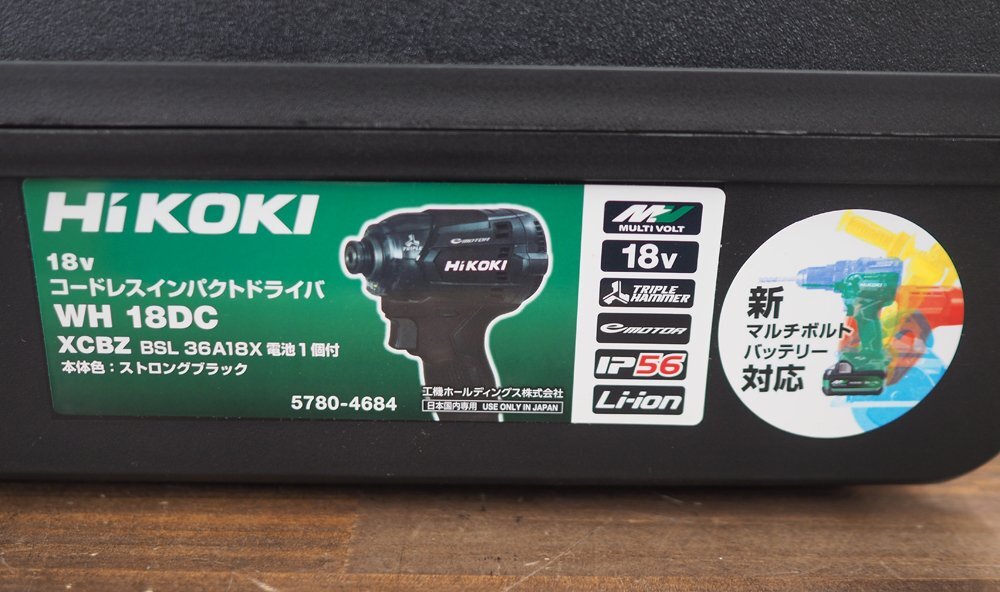 HiKOKI
18v
コードレスインパクトドライバ
WH 18DC
XCBZ BSL 36A18X 電池1個付
本体色：ストロングブラック
5780-4684
TRIPLE
e-MOTOR
HiKOKI
工機ホールディングス株式会社
日本国内専用 USE ONLY IN JAPAN
MV
MULTI VOLT
18v
TRIPLE
HAMMER
e-MOTOR
IP56
Li-ion
新
マルチボルト
バッテリー
対応